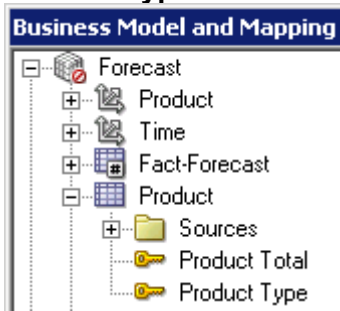 Business Model and Mapping
Forecast
Product
Time
Fact-Forecast
Product
Sources
Product Total
Product Type